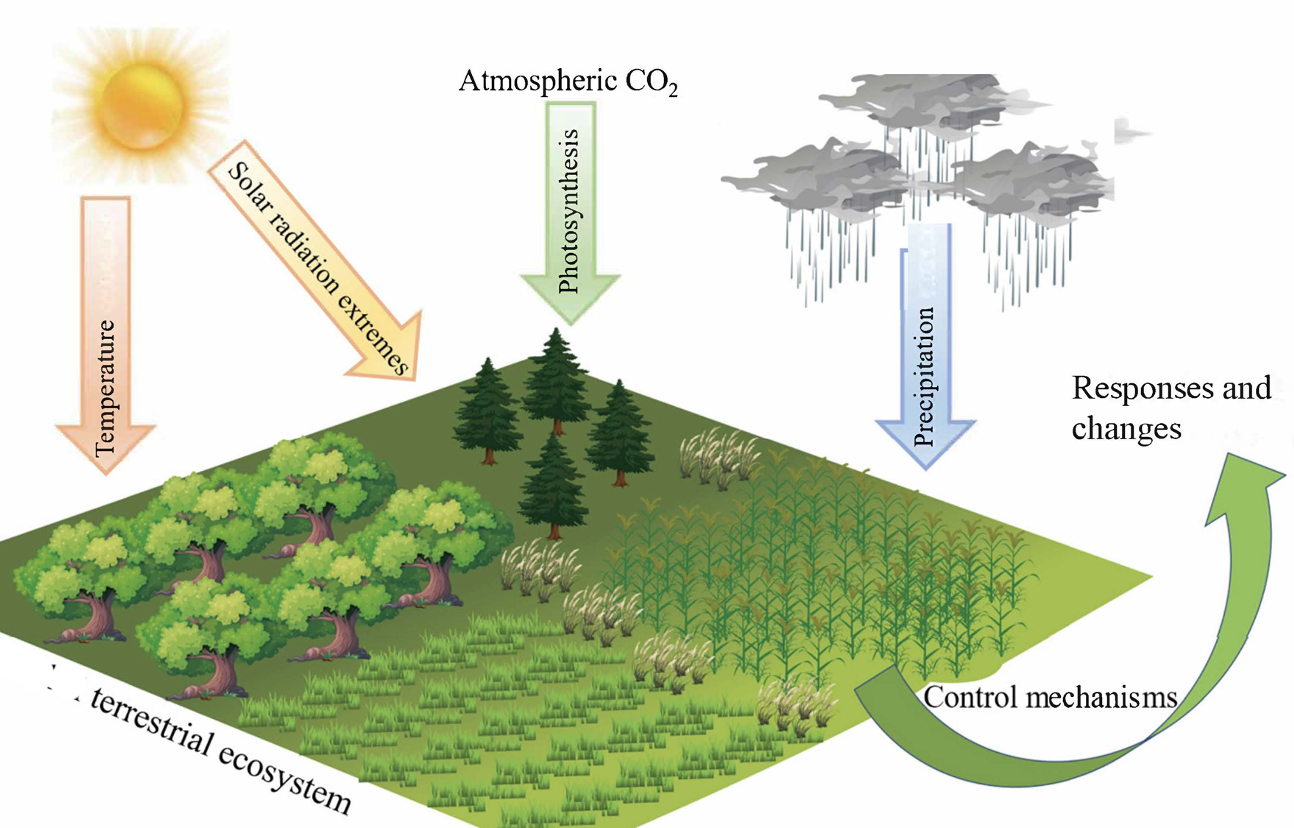 Atmospheric CO₂
Solar radiation extremes
Photosynthesis
Temperature
Precipitation
Responses and
changes
Control mechanisms
terrestrial ecosystem